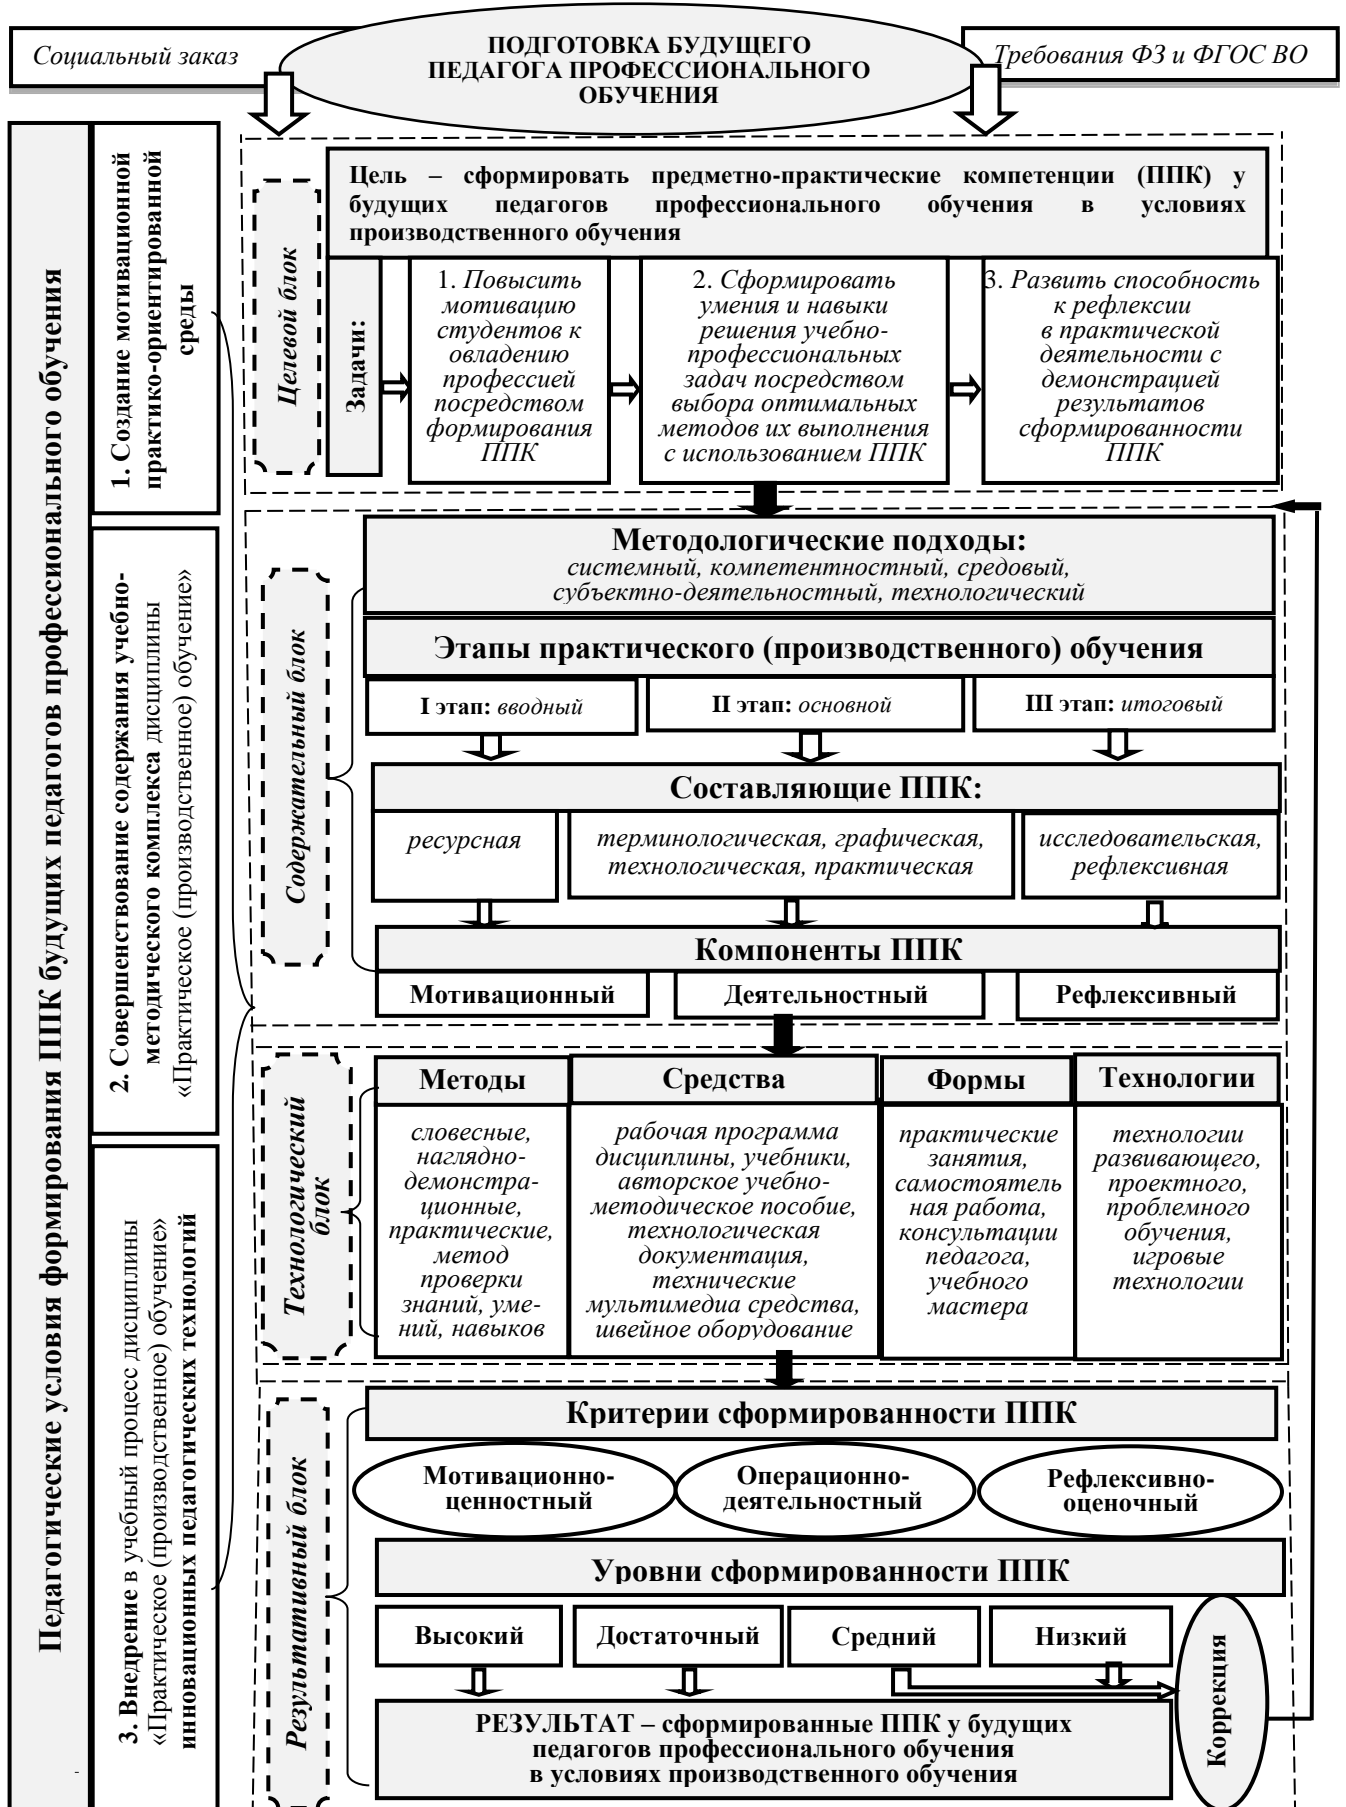 Социальный заказ
ПОДГОТОВКА БУДУЩЕГО
ПЕДАГОГА ПРОФЕССИОНАЛЬНОГО
ОБУЧЕНИЯ
Требования ФЗ и ФГОС ВО
Педагогические условия формирования ППК будущих педагогов профессионального обучения
1. Создание мотивационной
практико-ориентированной
среды
2. Совершенствование содержания учебно-
методического комплекса дисциплины
«Практическое (производственное) обучение»
3. Внедрение в учебный процесс дисциплины
«Практическое (производственное) обучение»
инновационных педагогических технологий
Целевой блок
Цель – сформировать предметно-практические компетенции (ППК) у
будущих педагогов профессионального обучения в условиях
производственного обучения
Задачи:
1. Повысить
мотивацию
студентов к
овладению
профессией
посредством
формирования
ППК
2. Сформировать
умения и навыки
решения учебно-
профессиональных
задач посредством
выбора оптимальных
методов их выполнения
с использованием ППК
3. Развить способность
к рефлексии
в практической
деятельности с
демонстрацией
результатов
сформированности
ППК
Содержательный блок
Методологические подходы:
системный, компетентностный, средовый,
субъектно-деятельностный, технологический
Этапы практического (производственного) обучения
I этап: вводный
II этап: основной
III этап: итоговый
Составляющие ППК:
ресурсная
терминологическая, графическая,
технологическая, практическая
исследовательская,
рефлексивная
Компоненты ППК
Мотивационный
Деятельностный
Рефлексивный
Технологический
блок
Методы
словесные,
наглядно-
демонстра-
ционные,
практические,
метод
проверки
знаний, уме-
ний, навыков
Средства
рабочая программа
дисциплины, учебники,
авторское учебно-
методическое пособие,
технологическая
документация,
технические
мультимедиа средства,
швейное оборудование
Формы
практические
занятия,
самостоятель
ная работа,
консультации
педагога,
учебного
мастера
Технологии
технологии
развивающего,
проектного,
проблемного
обучения,
игровые
технологии
Результативный блок
Критерии сформированности ППК
Мотивационно-
ценностный
Операционно-
деятельностный
Рефлексивно-
оценочный
Уровни сформированности ППК
Высокий
Достаточный
Средний
Низкий
Коррекция
РЕЗУЛЬТАТ – сформированные ППК у будущих
педагогов профессионального обучения
в условиях производственного обучения